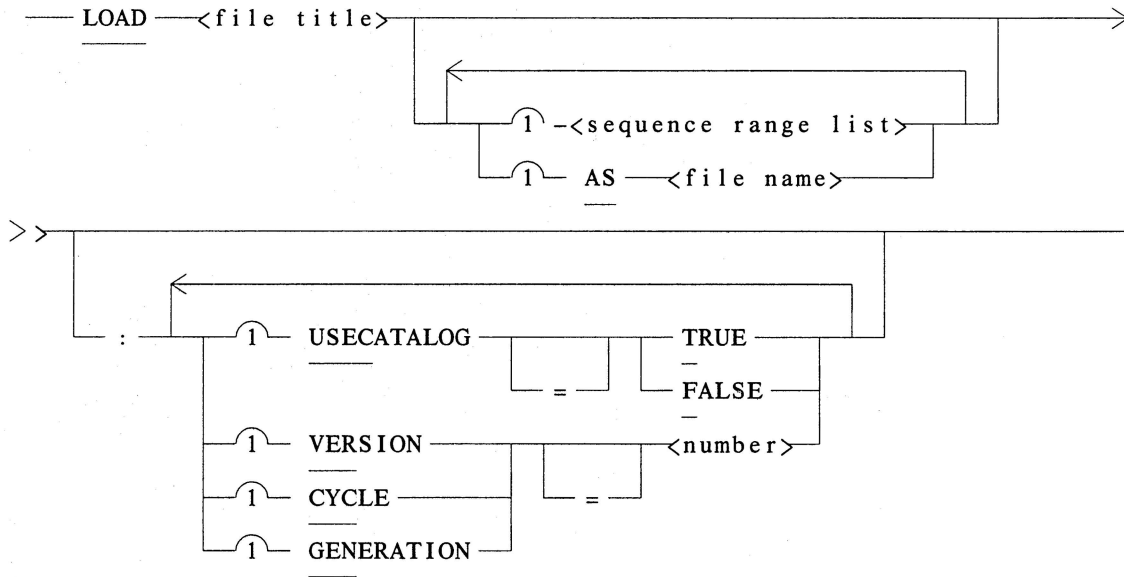 LOAD <file title>
1 -<sequence range list>
1 AS <file name>
>>
: 1 USECATALOG = TRUE
FALSE
1 VERSION = <number>
1 CYCLE
1 GENERATION